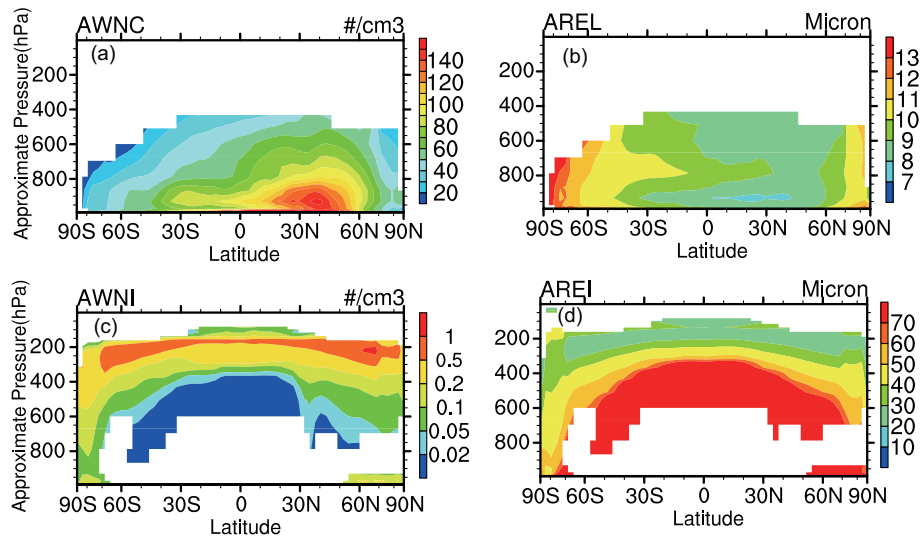 AWNC #/cm3
(a)
Approximate Pressure(hPa)
200
400
600
800
90S 60S 30S 0 30N 60N 90N
Latitude
140
120
100
80
70
60
40
20
AREL Micron
(b)
200
400
600
800
90S 60S 30S 0 30N 60N 90N
Latitude
13
12
11
10
9
8
7
AWNI #/cm3
(c)
Approximate Pressure(hPa)
200
400
600
800
90S 60S 30S 0 30N 60N 90N
Latitude
1
0.5
0.2
0.1
0.05
0.02
AREI Micron
(d)
200
400
600
800
90S 60S 30S 0 30N 60N 90N
Latitude
70
60
50
40
30
20
10